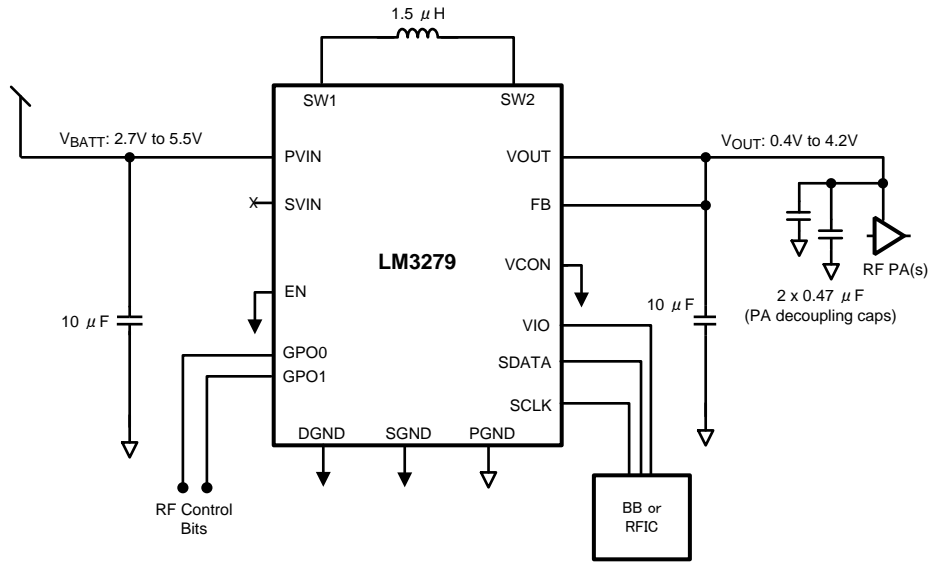 1.5 μH
SW1
SW2
VBATT: 2.7V to 5.5V
VOUT: 0.4V to 4.2V
PVIN
VOUT
X
SVIN
FB
LM3279
VCON
RF PA(s)
EN
2 x 0.47 μF
(PA decoupling caps)
10 μF
10 μF
VIO
GPO0
SDATA
GPO1
SCLK
DGND
SGND
PGND
RF Control
Bits
BB or
RFIC